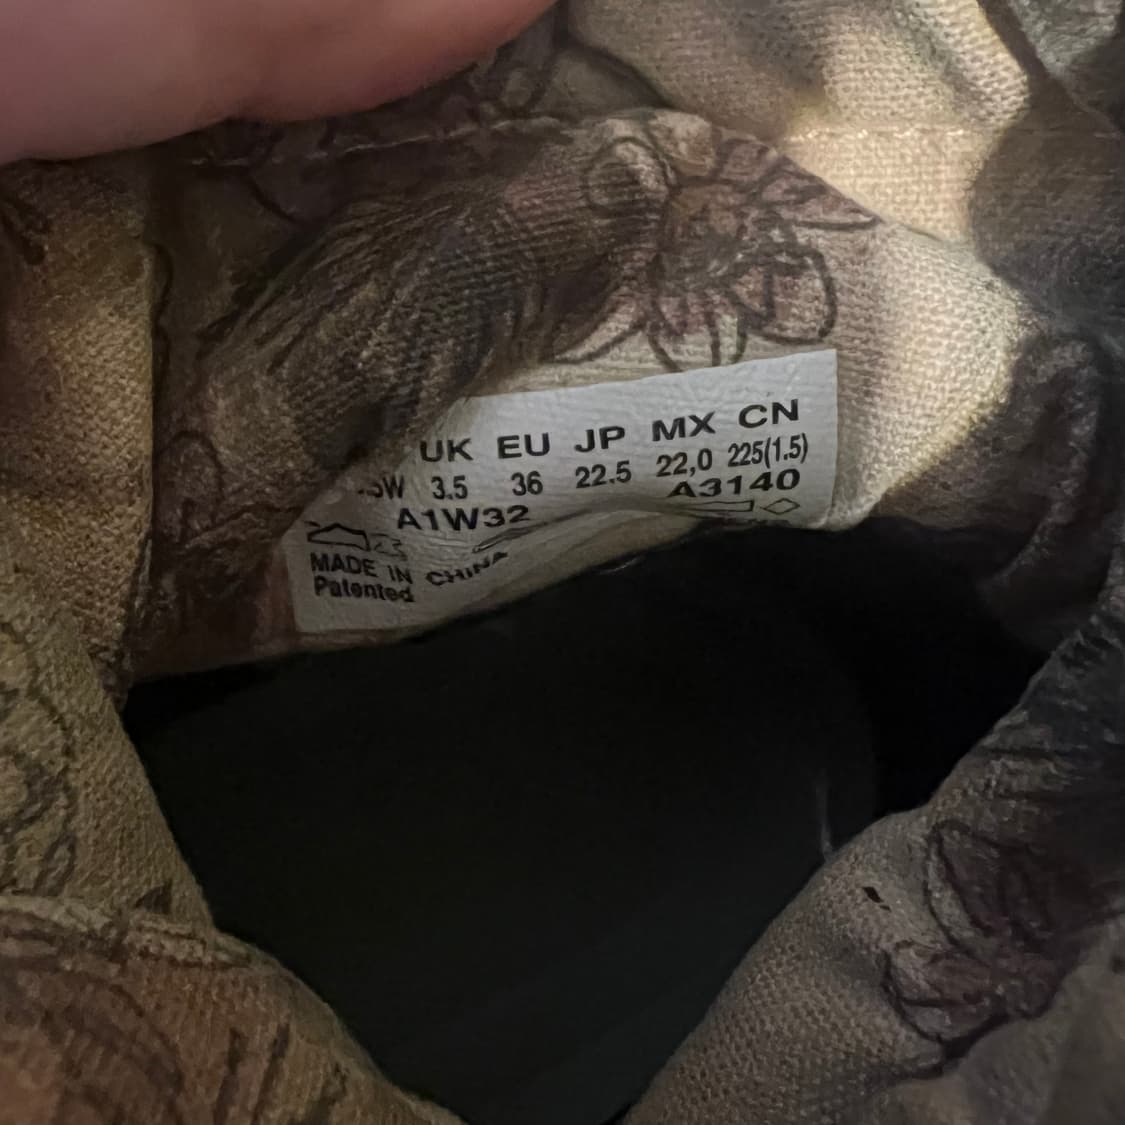 UK EU JP MX CN
3.5 36 22.5 22,0 225(1.5)
A1W32 A3140
MADE IN CHINA
Patented